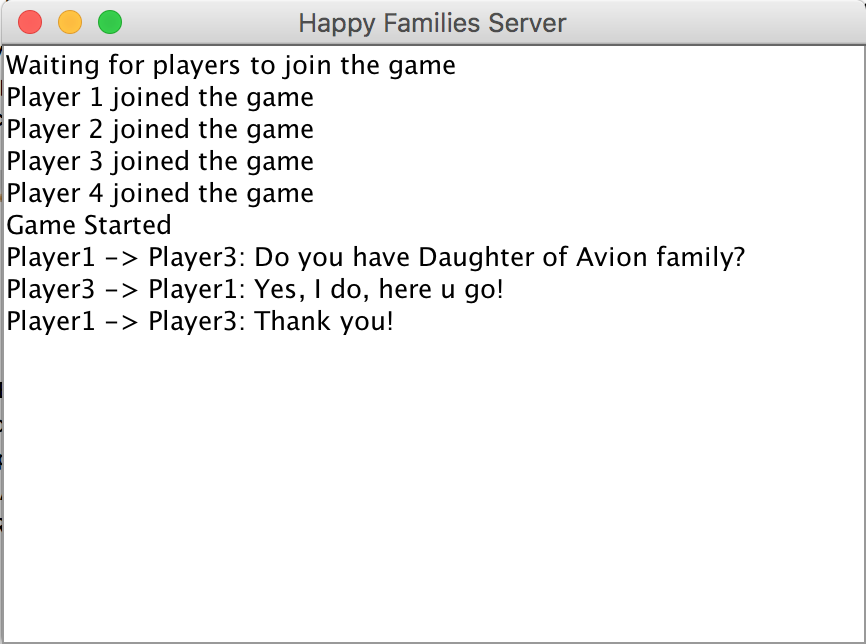 Happy Families Server
Waiting for players to join the game
Player 1 joined the game
Player 2 joined the game
Player 3 joined the game
Player 4 joined the game
Game Started
Player1 -> Player3: Do you have Daughter of Avion family?
Player3 -> Player1: Yes, I do, here u go!
Player1 -> Player3: Thank you!